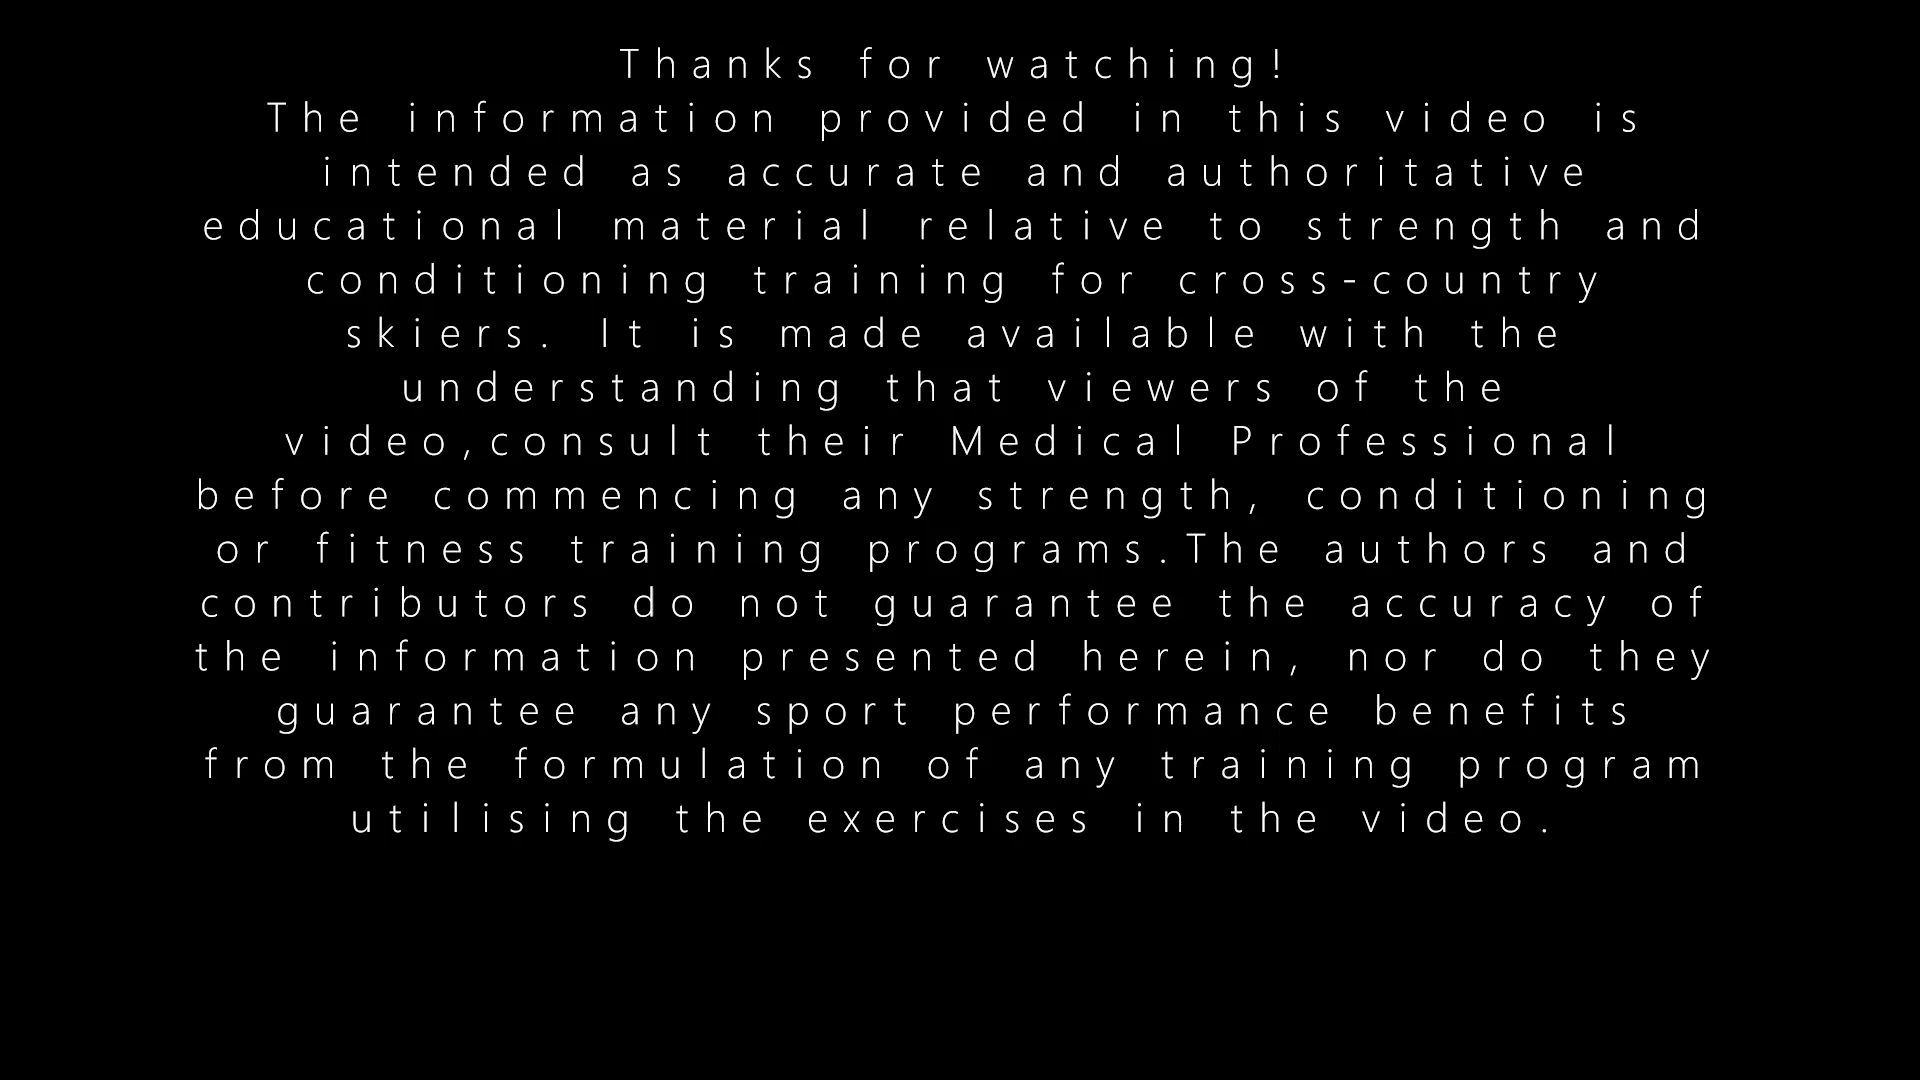 Thanks for watching!
The information provided in this video is
intended as accurate and authoritative
educational material relative to strength and
conditioning training for cross-country
skiers. It is made available with the
understanding that viewers of the
video,consult their Medical Professional
before commencing any strength, conditioning
or fitness training programs.The authors and
contributors do not guarantee the accuracy of
the information presented herein, nor do they
guarantee any sport performance benefits
from the formulation of any training program
utilising the exercises in the video.